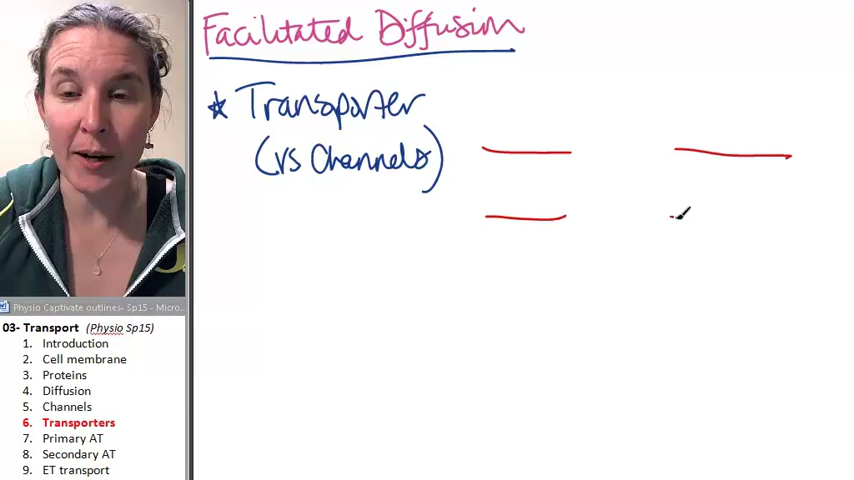 Facilitated Diffusion
* Transporter
(vs Channels)
Physio Captivate outlines- Sp15 - Micro...
03- Transport (Physio Sp15)
1. Introduction
2. Cell membrane
3. Proteins
4. Diffusion
5. Channels
6. Transporters
7. Primary AT
8. Secondary AT
9. ET transport